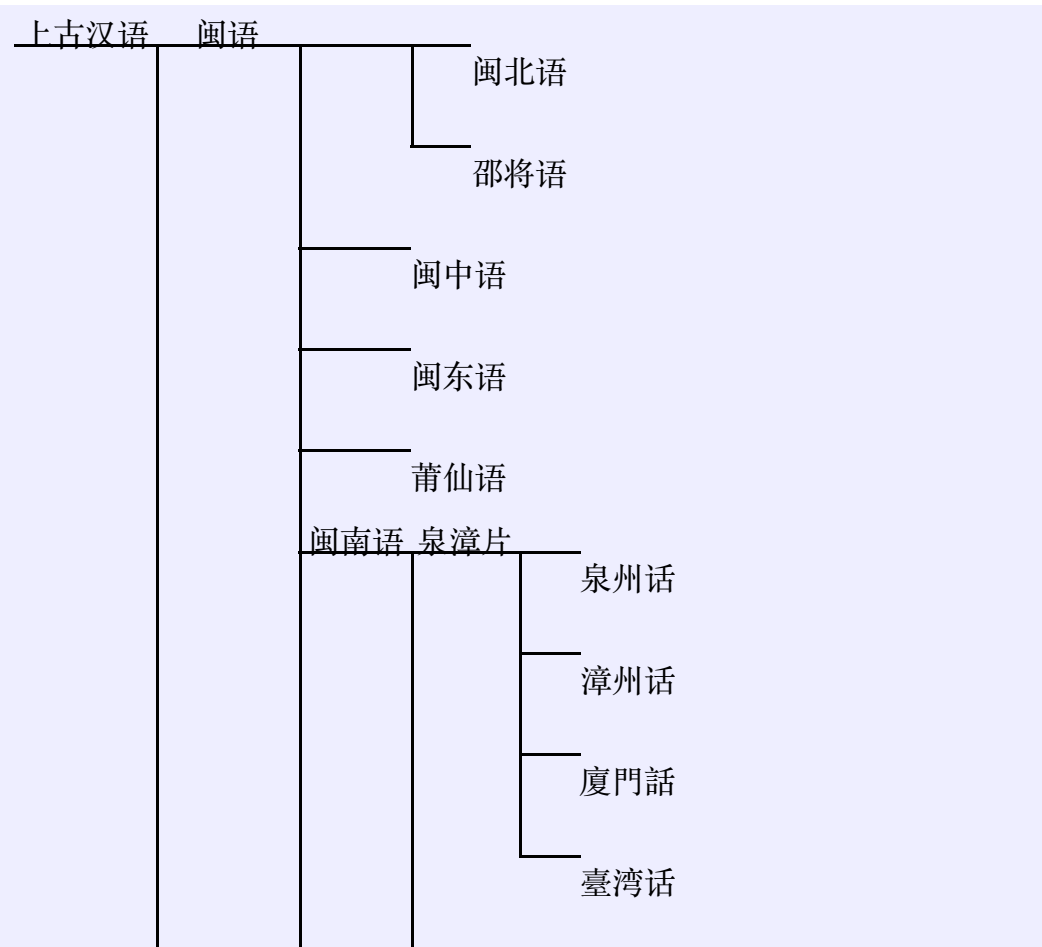 上古汉语 闽语
闽北语
邵将语
闽中语
闽东语
莆仙语
闽南语 泉漳片
泉州话
漳州话
廈門話
臺湾话